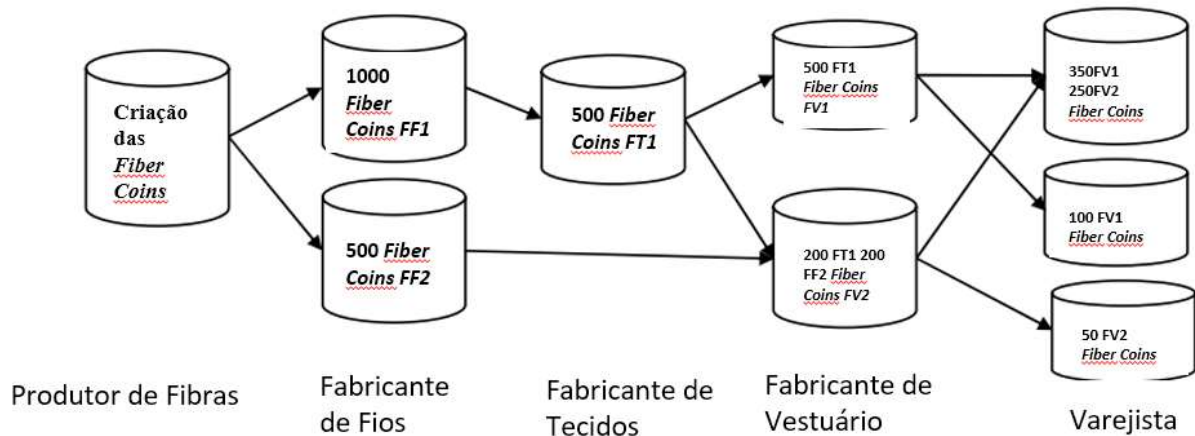 Criação
das
Fiber
Coins
1000
Fiber
Coins FF1
500 Fiber
Coins FF2
500 Fiber
Coins FT1
500 FT1
Fiber Coins
FV1
200 FT1 200
FF2 Fiber
Coins FV2
350FV1
250FV2
Fiber Coins
100 FV1
Fiber Coins
50 FV2
Fiber Coins
Produtor de Fibras
Fabricante
de Fios
Fabricante de
Tecidos
Fabricante de
Vestuário
Varejista